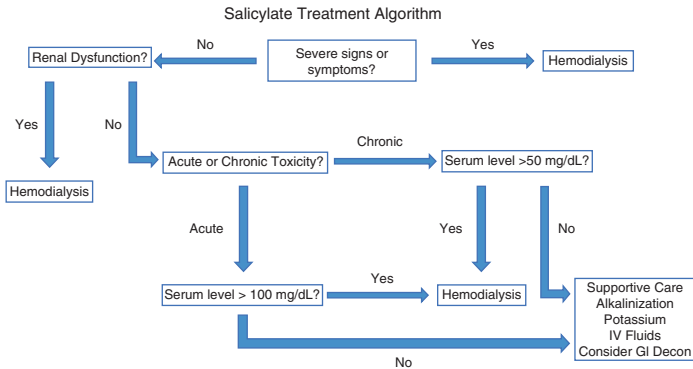 Salicylate Treatment Algorithm
Renal Dysfunction?
No
Severe signs or
symptoms?
Yes
Hemodialysis
Yes
No
Hemodialysis
Acute or Chronic Toxicity?
Chronic
Serum level >50 mg/dL?
Acute
Yes
No
Serum level > 100 mg/dL?
Yes
Hemodialysis
Supportive Care
Alkalinization
Potassium
IV Fluids
Consider GI Decon
No